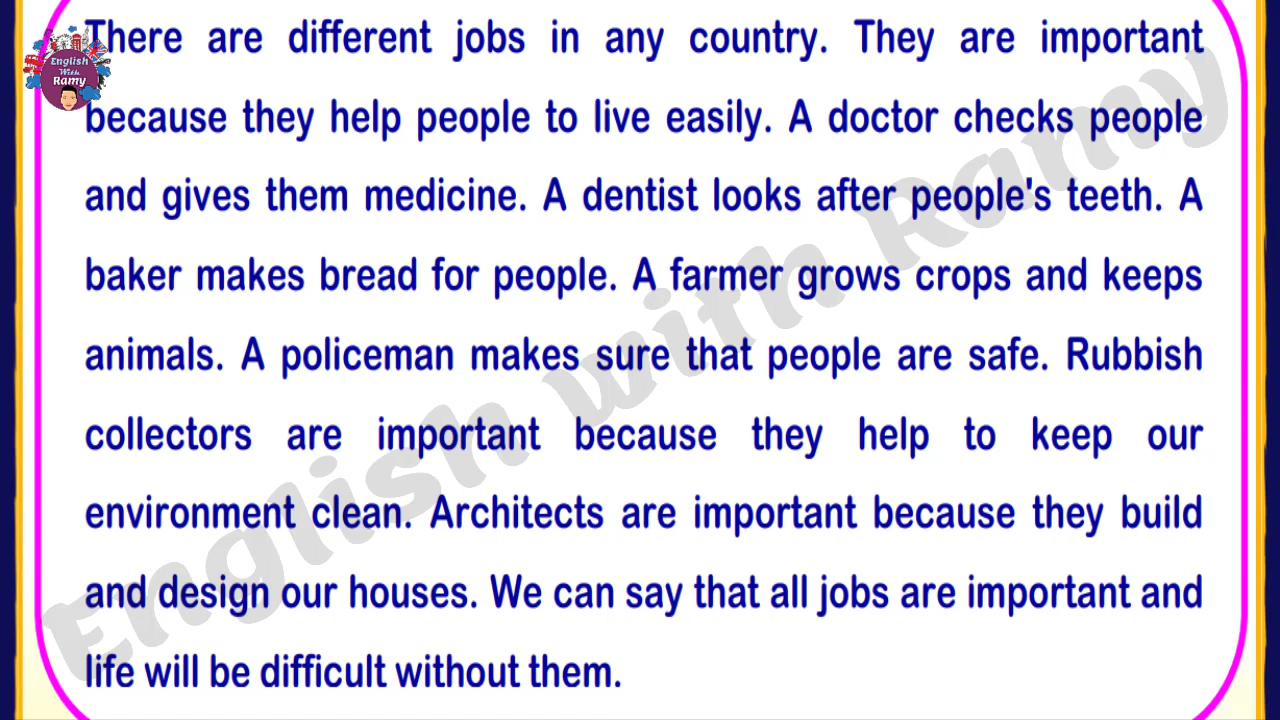 There are different jobs in any country. They are important
because they help people to live easily. A doctor checks people
and gives them medicine. A dentist looks after people's teeth. A
baker makes bread for people. A farmer grows crops and keeps
animals. A policeman makes sure that people are safe. Rubbish
collectors are important because they help to keep our
environment clean. Architects are important because they build
and design our houses. We can say that all jobs are important and
life will be difficult without them.
English
With
Ramy
English with Ramy